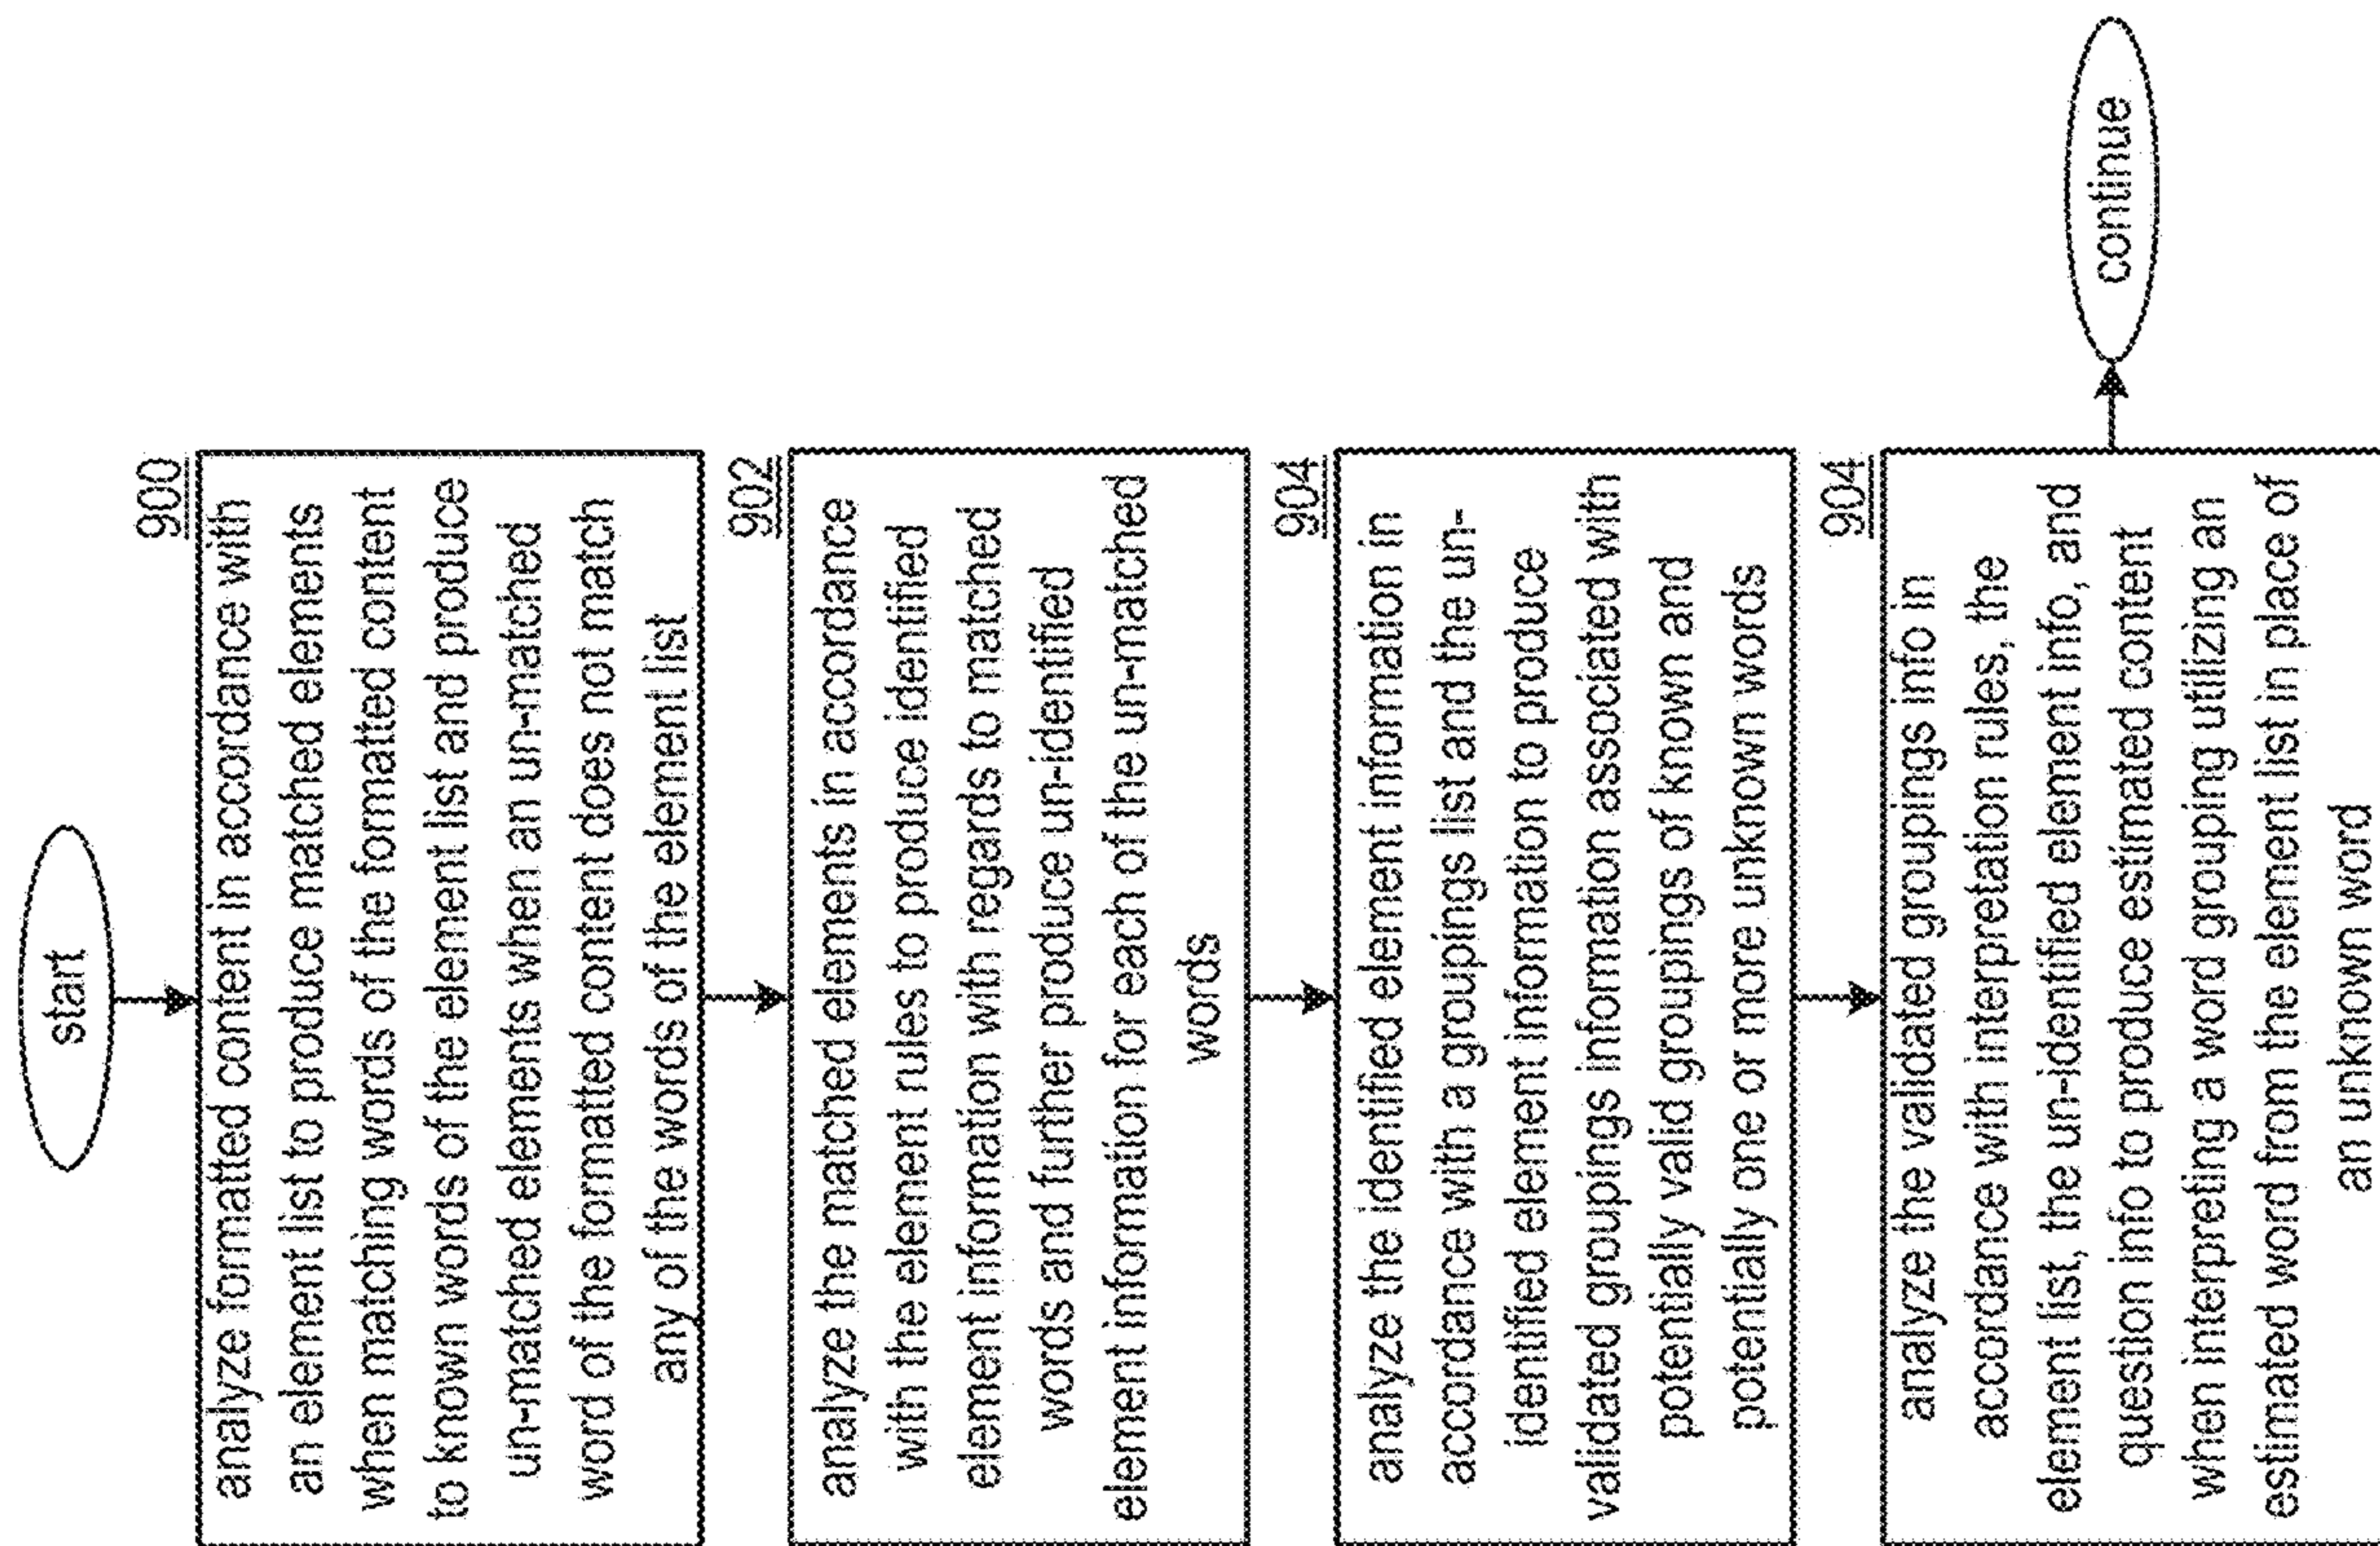 start
900
analyze formatted content in accordance with
an element list to produce matched elements
when matching words of the formatted content
to known words of the element list and produce
un-matched elements when an un-matched
word of the formatted content does not match
any of the words of the element list
902
analyze the matched elements in accordance
with the element rules to produce identified
element information with regards to matched
words and further produce un-identified
element information for each of the un-matched
words
904
analyze the identified element information in
accordance with a groupings list and the un-
identified element information to produce
validated groupings information associated with
potentially valid groupings of known and
potentially one or more unknown words
904
analyze the validated groupings info in
accordance with interpretation rules, the
element list, the un-identified element info, and
question info to produce estimated content
when interpreting a word grouping utilizing an
estimated word from the element list in place of
an unknown word
continue